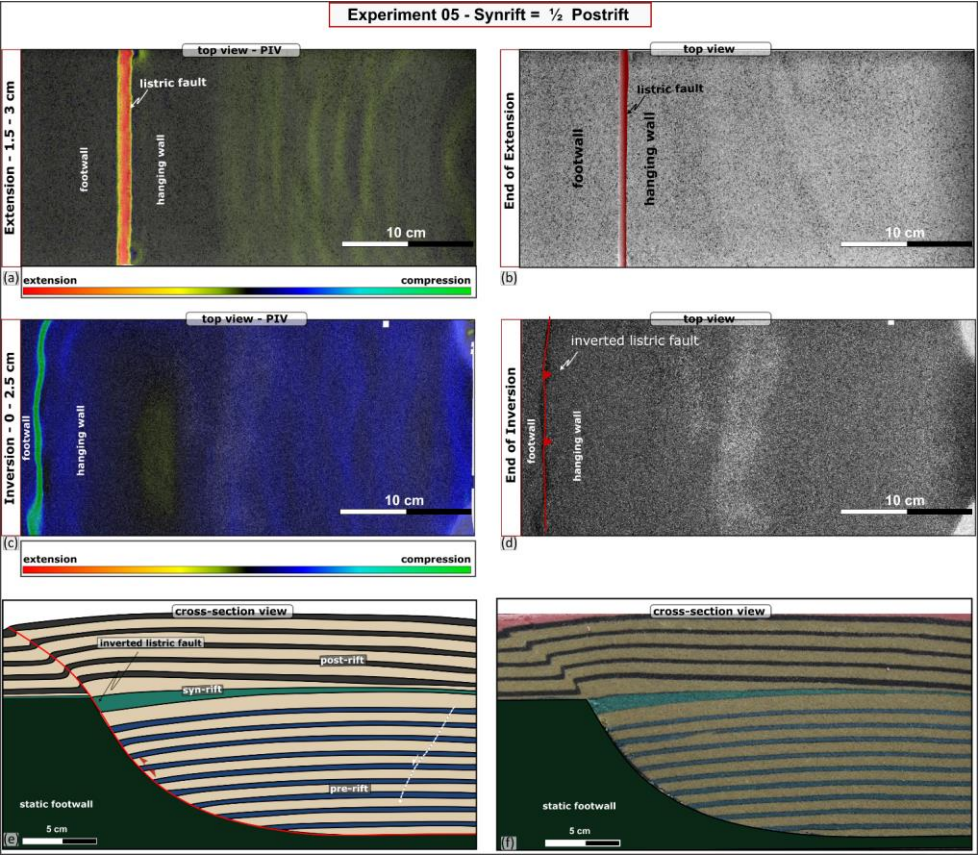 Experiment 05 - Synrift = ½ Postrift
Extension - 1.5 - 3 cm
top view - PIV
listric fault
footwall
hanging wall
10 cm
(a)
extension
compression
End of Extension
top view
listric fault
footwall
hanging wall
10 cm
(b)
Inversion - 0 - 2.5 cm
top view - PIV
footwall
hanging wall
10 cm
(c)
extension
compression
End of Inversion
top view
inverted listric fault
footwall
hanging wall
10 cm
(d)
cross-section view
inverted listric fault
post-rift
syn-rift
pre-rift
static footwall
5 cm
(e)
cross-section view
static footwall
5 cm
(f)